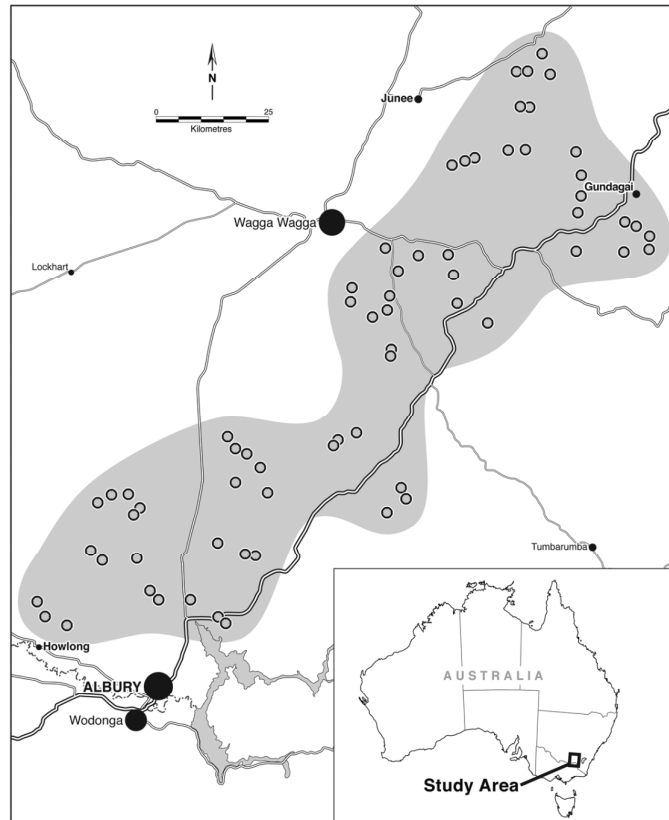 N
0 25
Kilometres
Junee
Gundagai
Wagga Wagga
Lockhart
Tumbarumba
Howlong
ALBURY
Wodonga
AUSTRALIA
Study Area